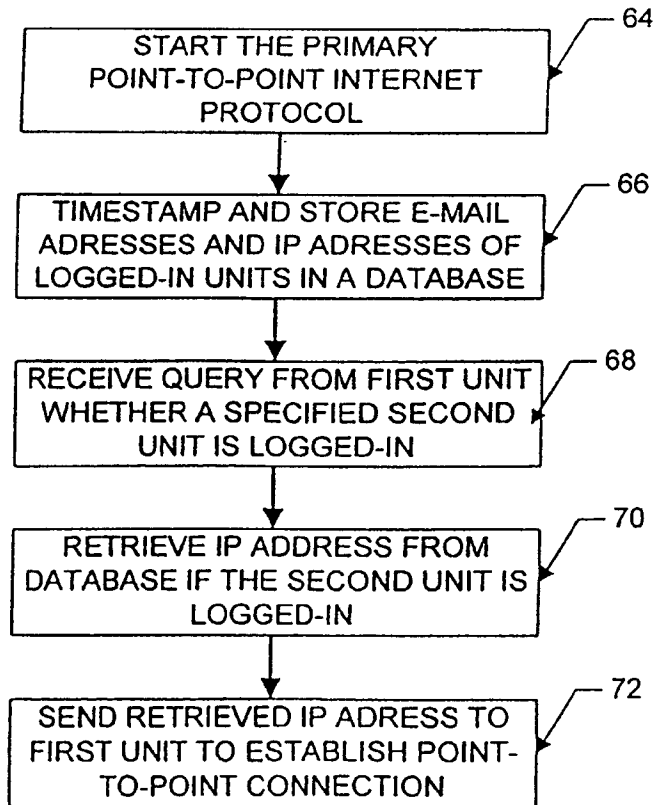 64
START THE PRIMARY
POINT-TO-POINT INTERNET
PROTOCOL
66
TIMESTAMP AND STORE E-MAIL
ADRESSES AND IP ADRESSES OF
LOGGED-IN UNITS IN A DATABASE
68
RECEIVE QUERY FROM FIRST UNIT
WHETHER A SPECIFIED SECOND
UNIT IS LOGGED-IN
70
RETRIEVE IP ADDRESS FROM
DATABASE IF THE SECOND UNIT IS
LOGGED-IN
72
SEND RETRIEVED IP ADRESS TO
FIRST UNIT TO ESTABLISH POINT-
TO-POINT CONNECTION